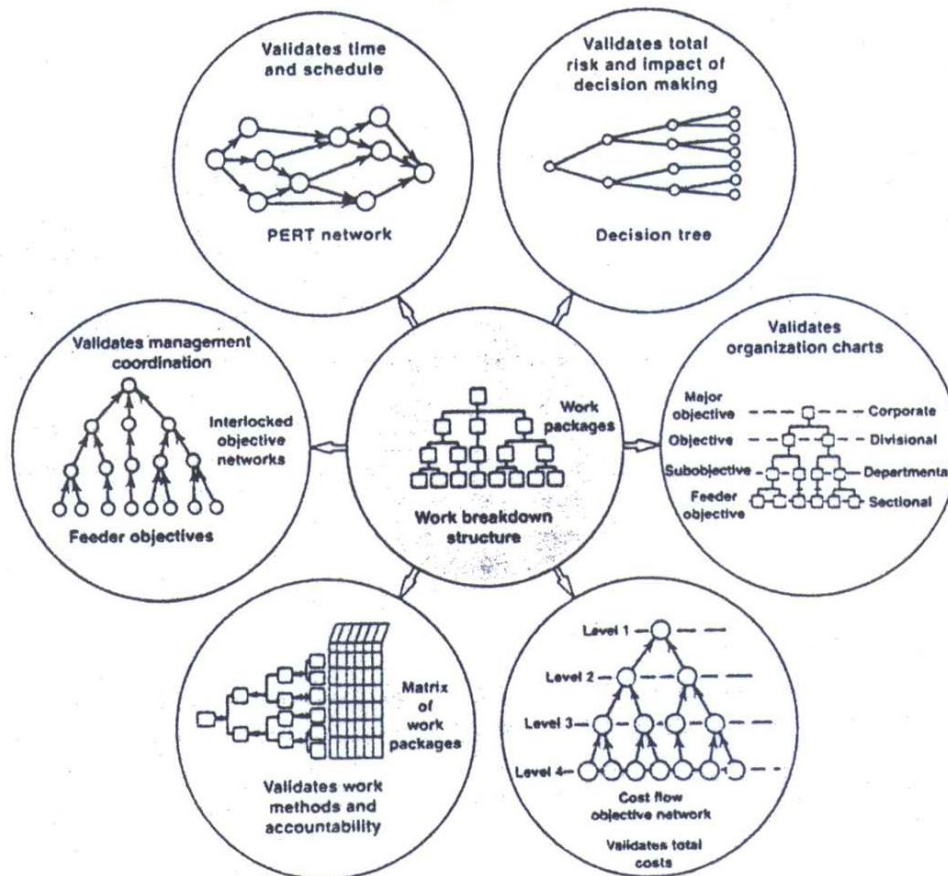 Validates time
and schedule
PERT network
Validates total
risk and impact of
decision making
Decision tree
Validates management
coordination
Interlocked
objective
networks
Feeder objectives
Work
packages
Work breakdown
structure
Validates
organization charts
Major
objective
Corporate
Objective
Divisional
Subobjective
Departmental
Feeder
objective
Sectional
Matrix
of
work
packages
Validates work
methods and
accountability
Level 1
Level 2
Level 3
Level 4
Cost flow
objective network
Validates total
costs